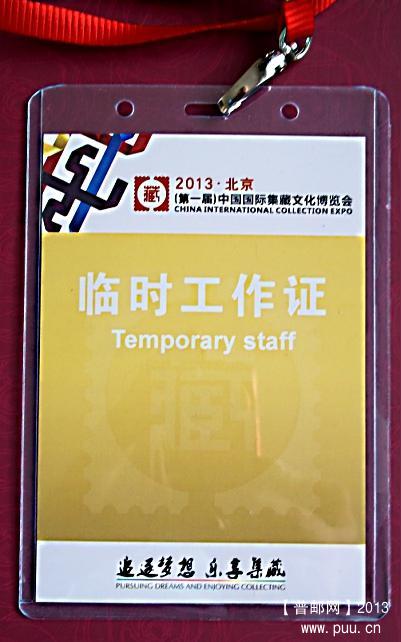 藏
2013·北京
(第一届)中国国际集藏文化博览会
CHINA INTERNATIONAL COLLECTION EXPO
临时工作证
Temporary staff
藏
追逐梦想 乐享集藏
PURSUING DREAMS AND ENJOYING COLLECTING
【普邮网】2013
www.puu.cn